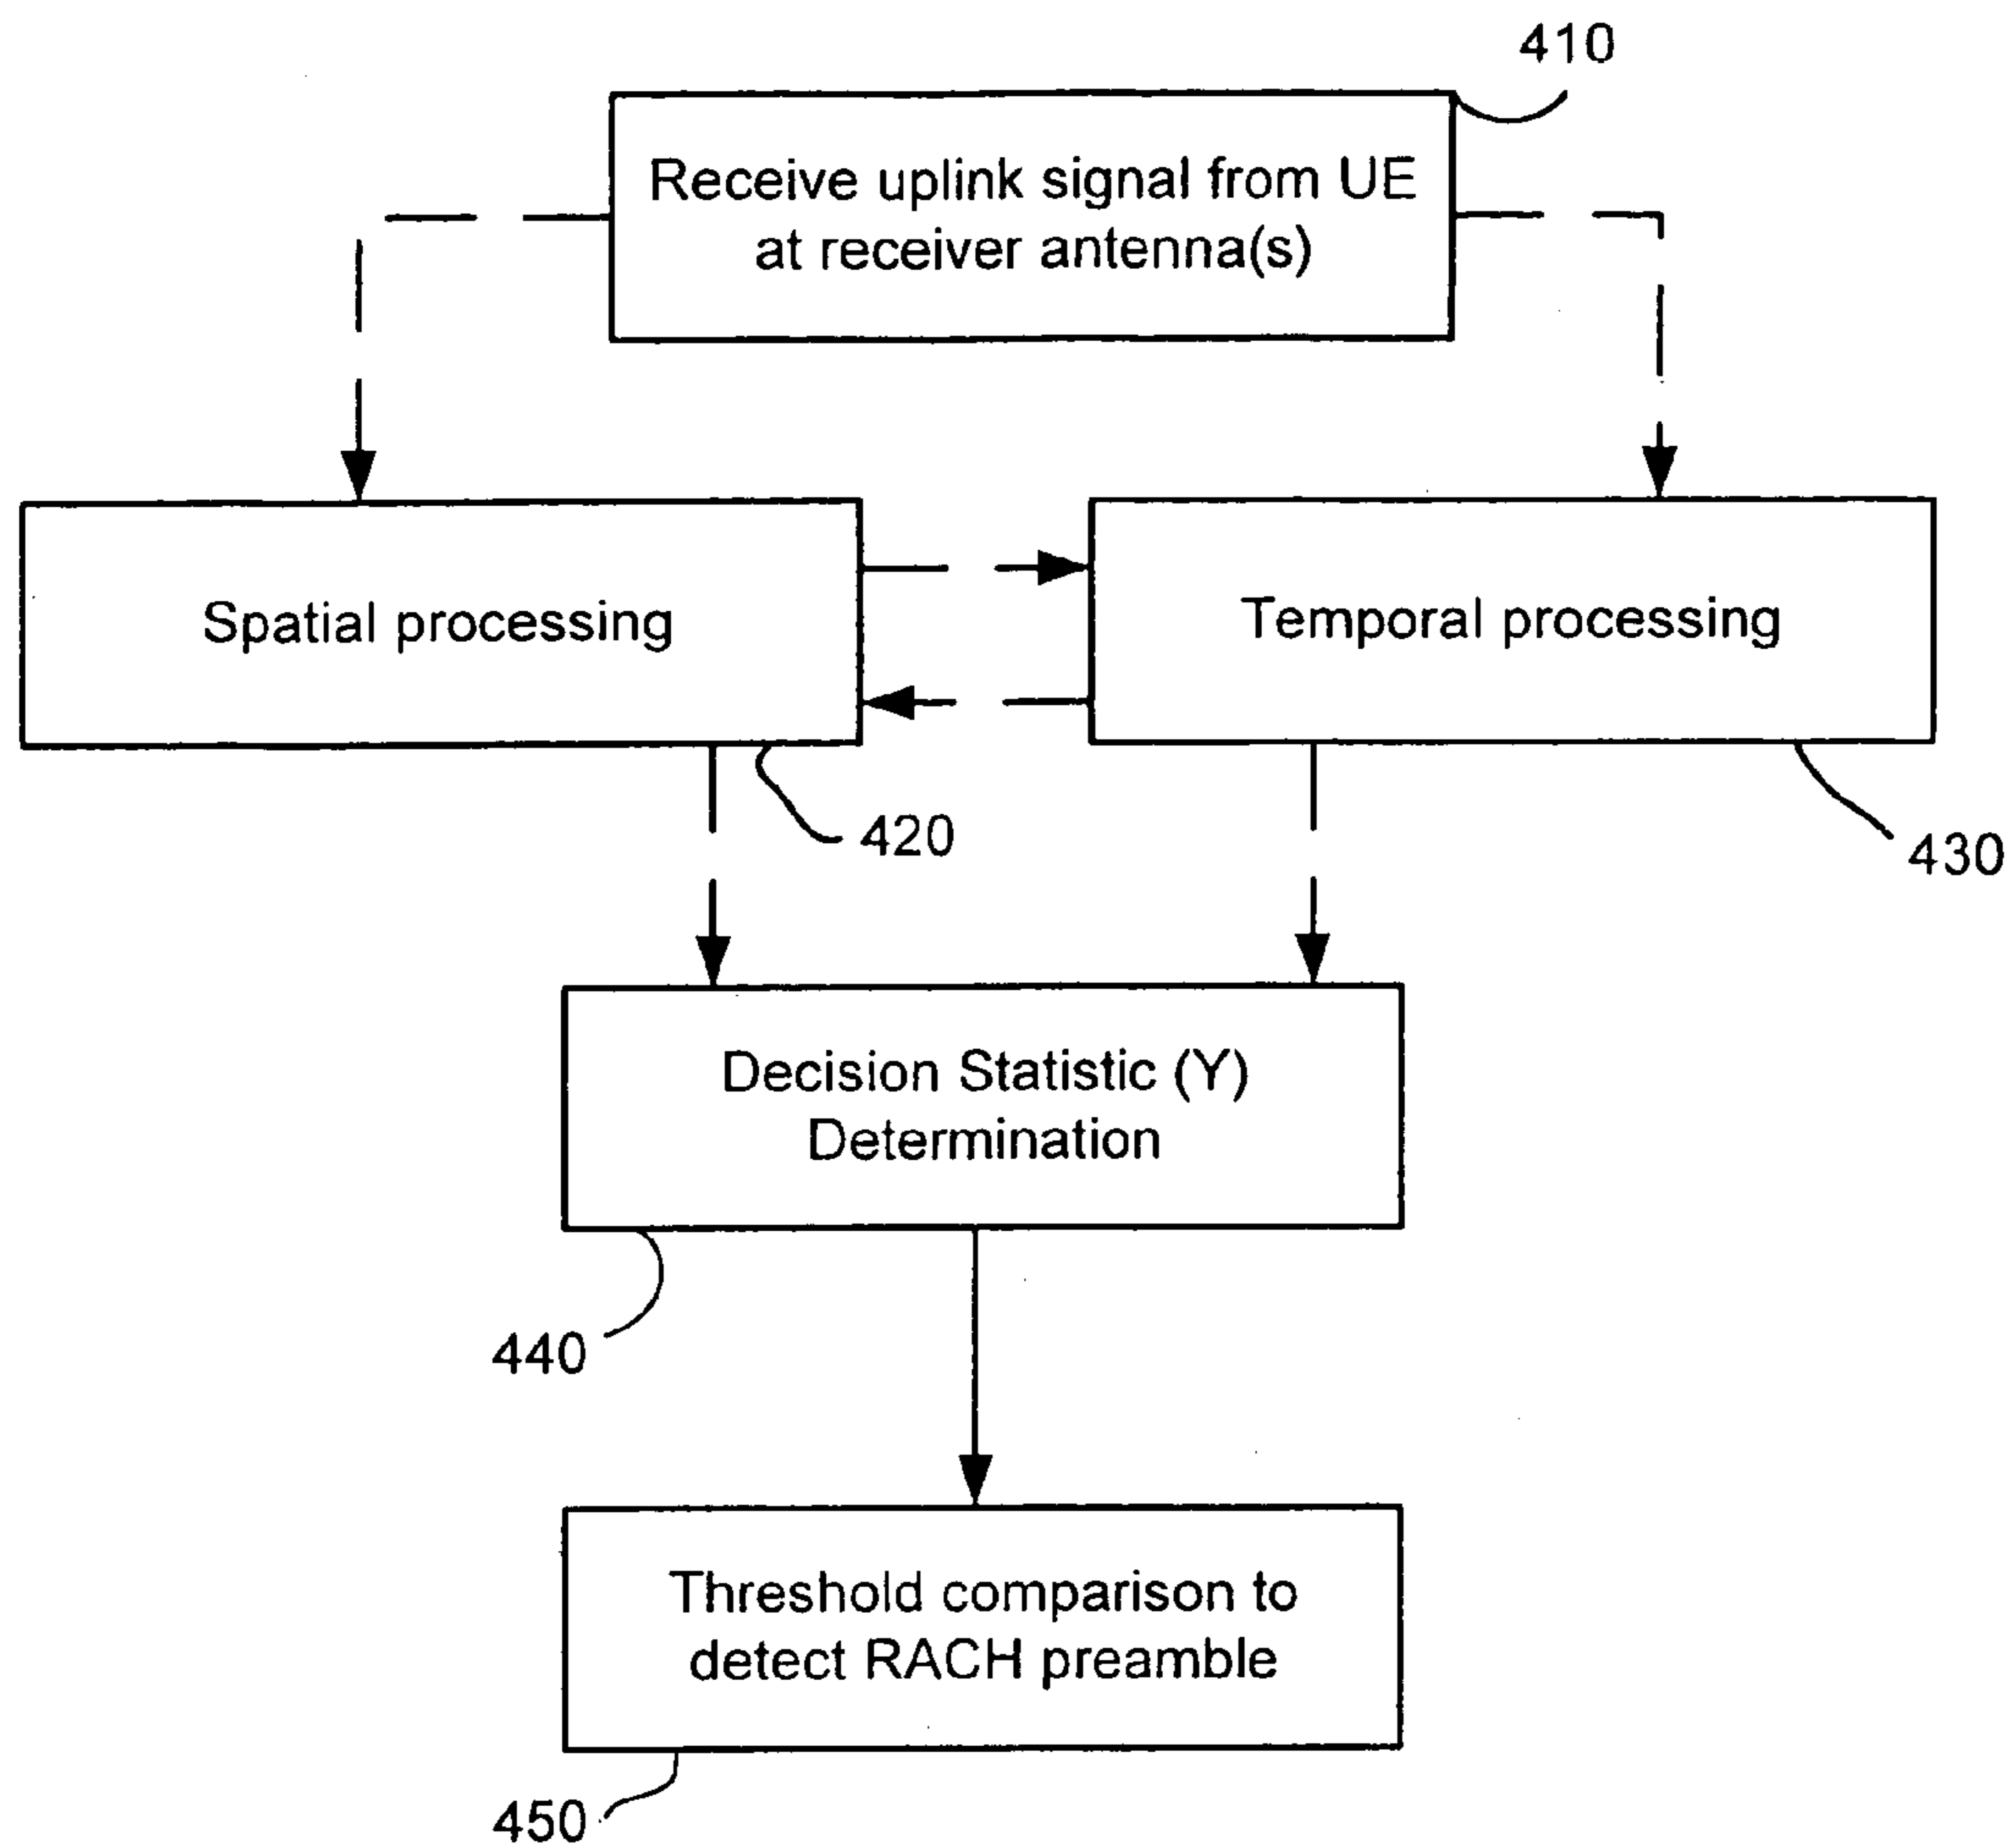 410
Receive uplink signal from UE
at receiver antenna(s)
Spatial processing
Temporal processing
420
430
Decision Statistic (Y)
Determination
440
Threshold comparison to
detect RACH preamble
450